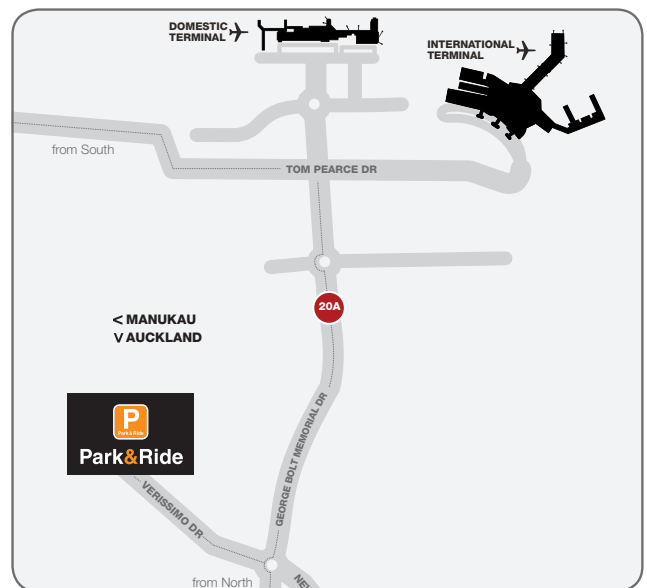 DOMESTIC
TERMINAL
INTERNATIONAL
TERMINAL
from South
TOM PEARCE DR
20A
< MANUKAU
V AUCKLAND
P
Park&Ride
Park&Ride
GEORGE BOLT MEMORIAL DR
VERISSIMO DR
from North
NEW